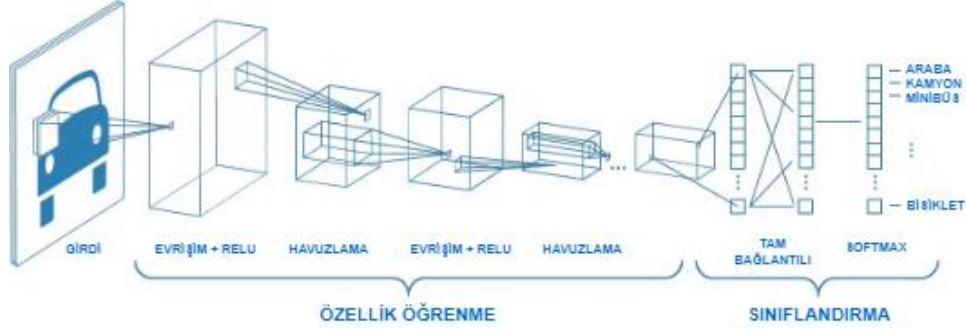 ARABA
KAMYON
MİNİBÜS
BİSİKLET
GİRDİ
EVRİŞİM + RELU
HAVUZLAMA
EVRİŞİM + RELU
HAVUZLAMA
TAM
BAĞLANTILI
SOFTMAX
ÖZELLİK ÖĞRENME
SINIFLANDIRMA